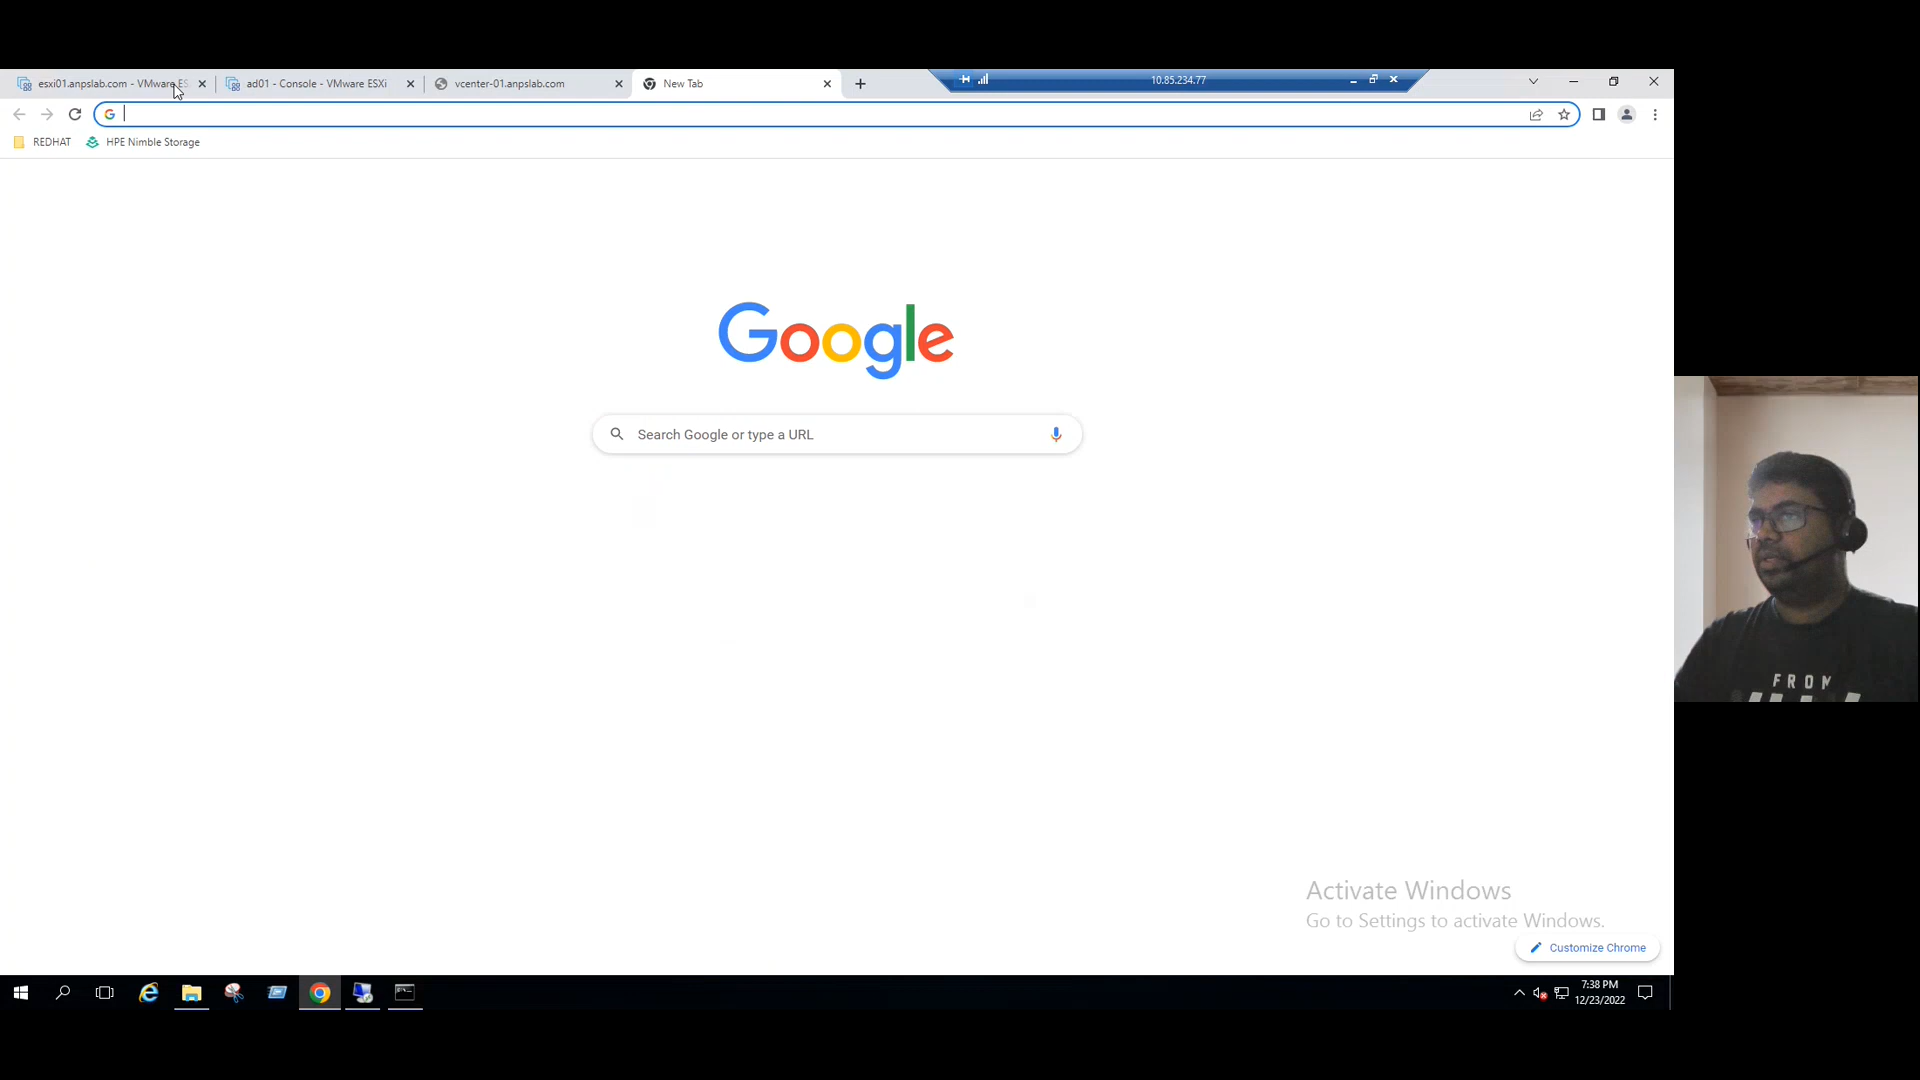 esxi01.anpslab.com - VMware ES
ad01 - Console - VMware ESXi
vcenter-01.anpslab.com
New Tab
10.85.234.77
REDHAT
HPE Nimble Storage
Google
Search Google or type a URL
Activate Windows
Go to Settings to activate Windows.
Customize Chrome
7:38 PM
12/23/2022
FROM